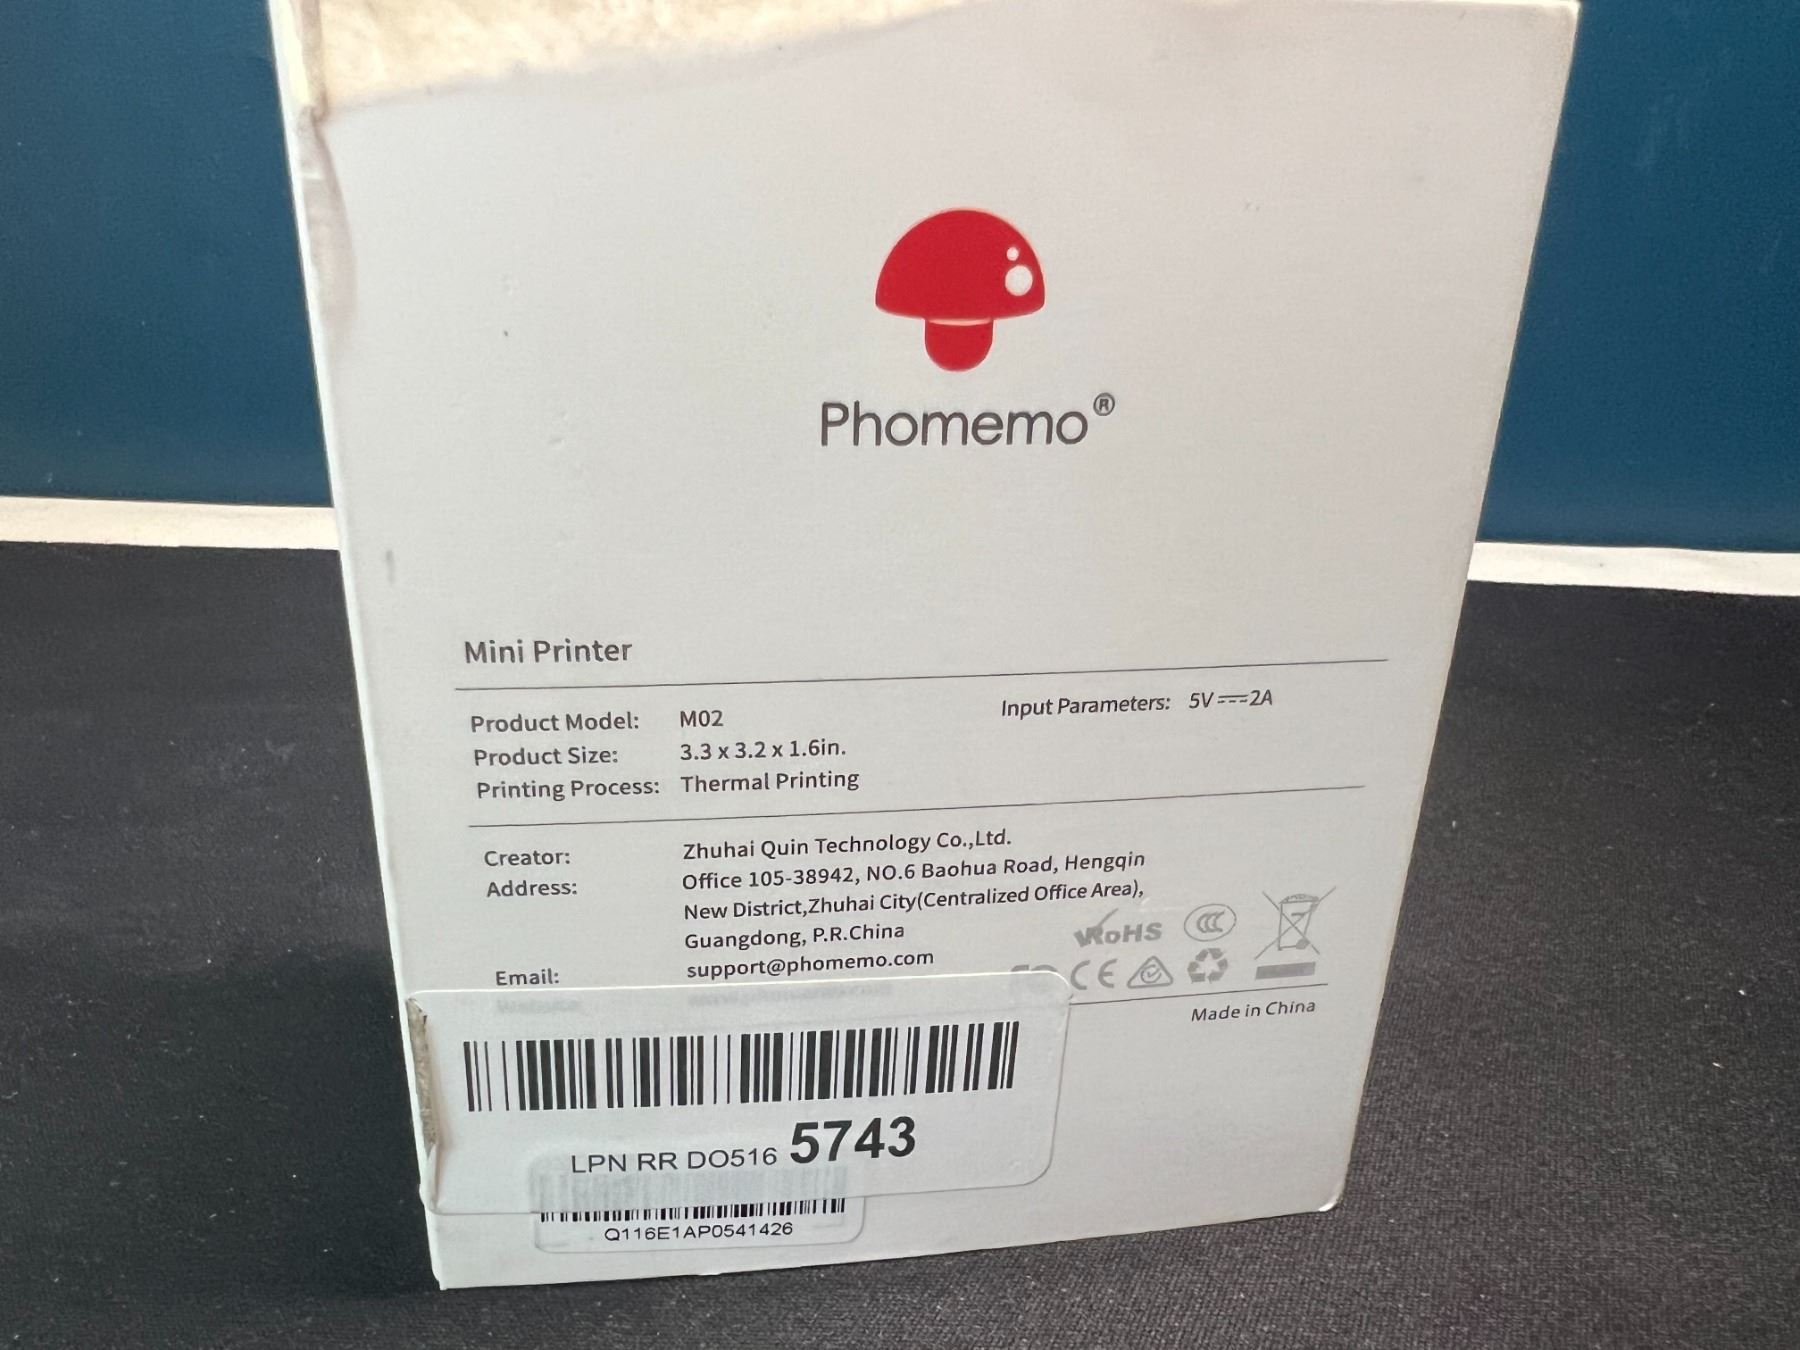 Phomemo®
Mini Printer
Product Model: M02 Input Parameters: 5V⎓2A
Product Size: 3.3 x 3.2 x 1.6in.
Printing Process: Thermal Printing
Creator: Zhuhai Quin Technology Co.,Ltd.
Address: Office 105-38942, NO.6 Baohua Road, Hengqin
New District,Zhuhai City(Centralized Office Area),
Guangdong, P.R.China
RoHS CCC
Email: support@phomemo.com
CE
Made in China
LPN RR DO516 5743
Q116E1AP0541426